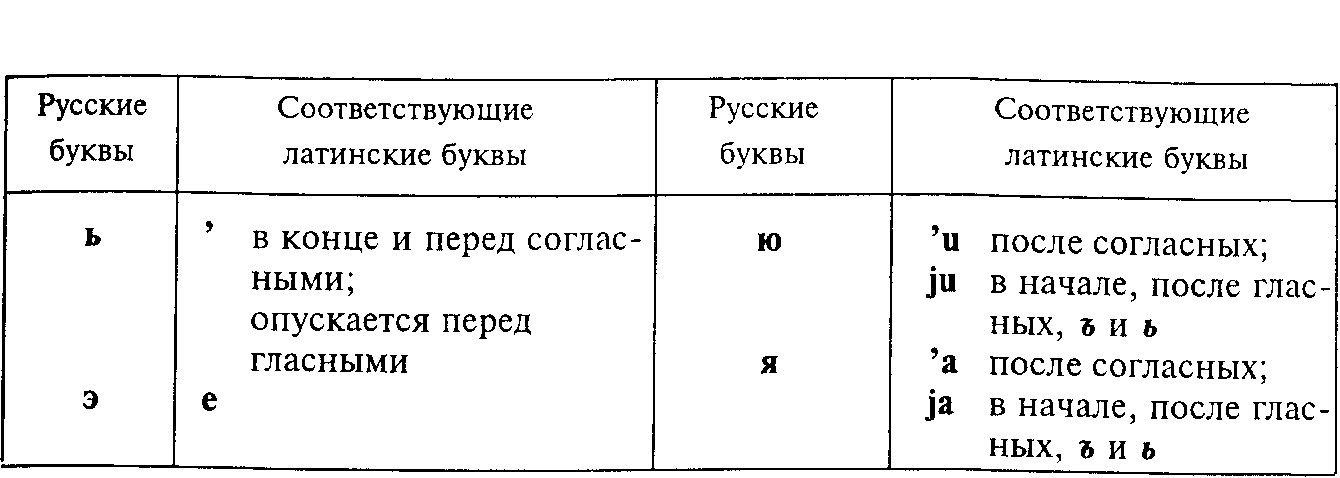 Русские буквы
Соответствующие латинские буквы
Русские буквы
Соответствующие латинские буквы
ь
’ в конце и перед соглас-
ными;
опускается перед
гласными
э
е
ю
’u после согласных;
ju в начале, после глас-
ных, ъ и ь
я
’a после согласных;
ja в начале, после глас-
ных, ъ и ь